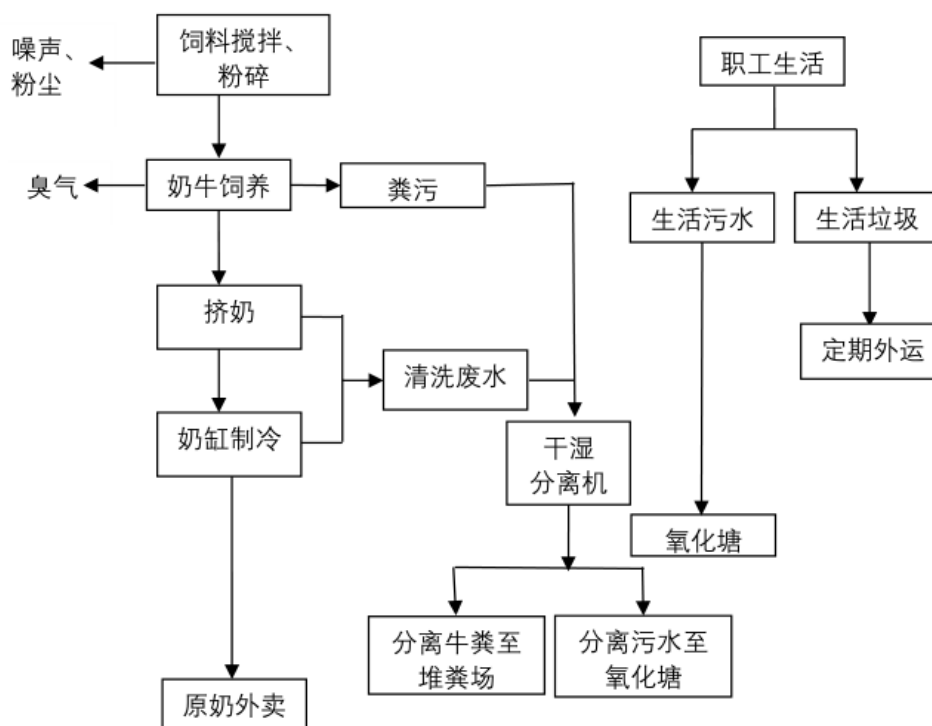 噪声、
粉尘
饲料搅拌、
粉碎
职工生活
臭气
奶牛饲养
粪污
生活污水
生活垃圾
挤奶
清洗废水
定期外运
奶缸制冷
干湿
分离机
氧化塘
分离牛粪至
堆粪场
分离污水至
氧化塘
原奶外卖